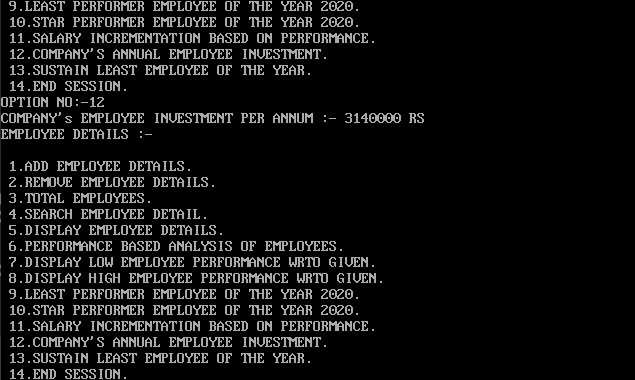 9.LEAST PERFORMER EMPLOYEE OF THE YEAR 2020.
10.STAR PERFORMER EMPLOYEE OF THE YEAR 2020.
11.SALARY INCREMENTATION BASED ON PERFORMANCE.
12.COMPANY'S ANNUAL EMPLOYEE INVESTMENT.
13.SUSTAIN LEAST EMPLOYEE OF THE YEAR.
14.END SESSION.
OPTION NO:-12
COMPANY's EMPLOYEE INVESTMENT PER ANNUM :- 3140000 RS
EMPLOYEE DETAILS :-
1.ADD EMPLOYEE DETAILS.
2.REMOVE EMPLOYEE DETAILS.
3.TOTAL EMPLOYEES.
4.SEARCH EMPLOYEE DETAIL.
5.DISPLAY EMPLOYEE DETAILS.
6.PERFORMANCE BASED ANALYSIS OF EMPLOYEES.
7.DISPLAY LOW EMPLOYEE PERFORMANCE WRTO GIVEN.
8.DISPLAY HIGH EMPLOYEE PERFORMANCE WRTO GIVEN.
9.LEAST PERFORMER EMPLOYEE OF THE YEAR 2020.
10.STAR PERFORMER EMPLOYEE OF THE YEAR 2020.
11.SALARY INCREMENTATION BASED ON PERFORMANCE.
12.COMPANY'S ANNUAL EMPLOYEE INVESTMENT.
13.SUSTAIN LEAST EMPLOYEE OF THE YEAR.
14.END SESSION.